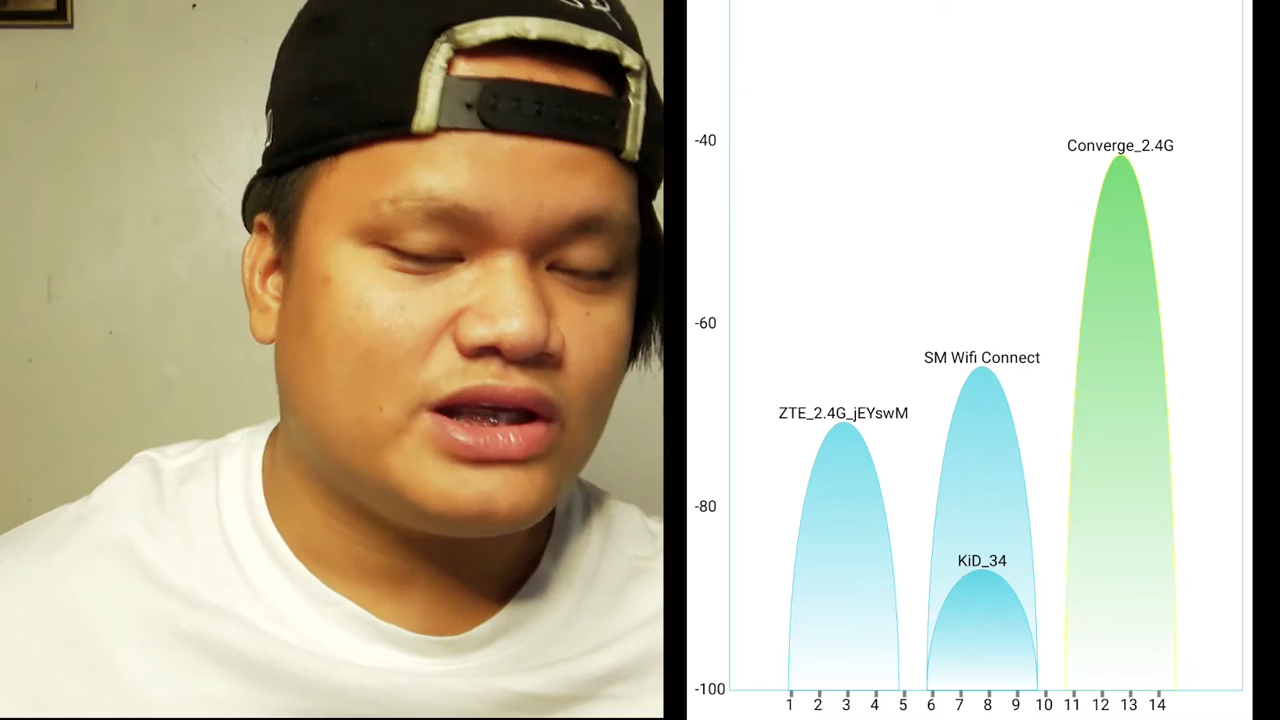 -40
Converge_2.4G
-60
SM Wifi Connect
ZTE_2.4G_jEYswM
-80
KiD_34
-100
1 2 3 4 5 6 7 8 9 10 11 12 13 14